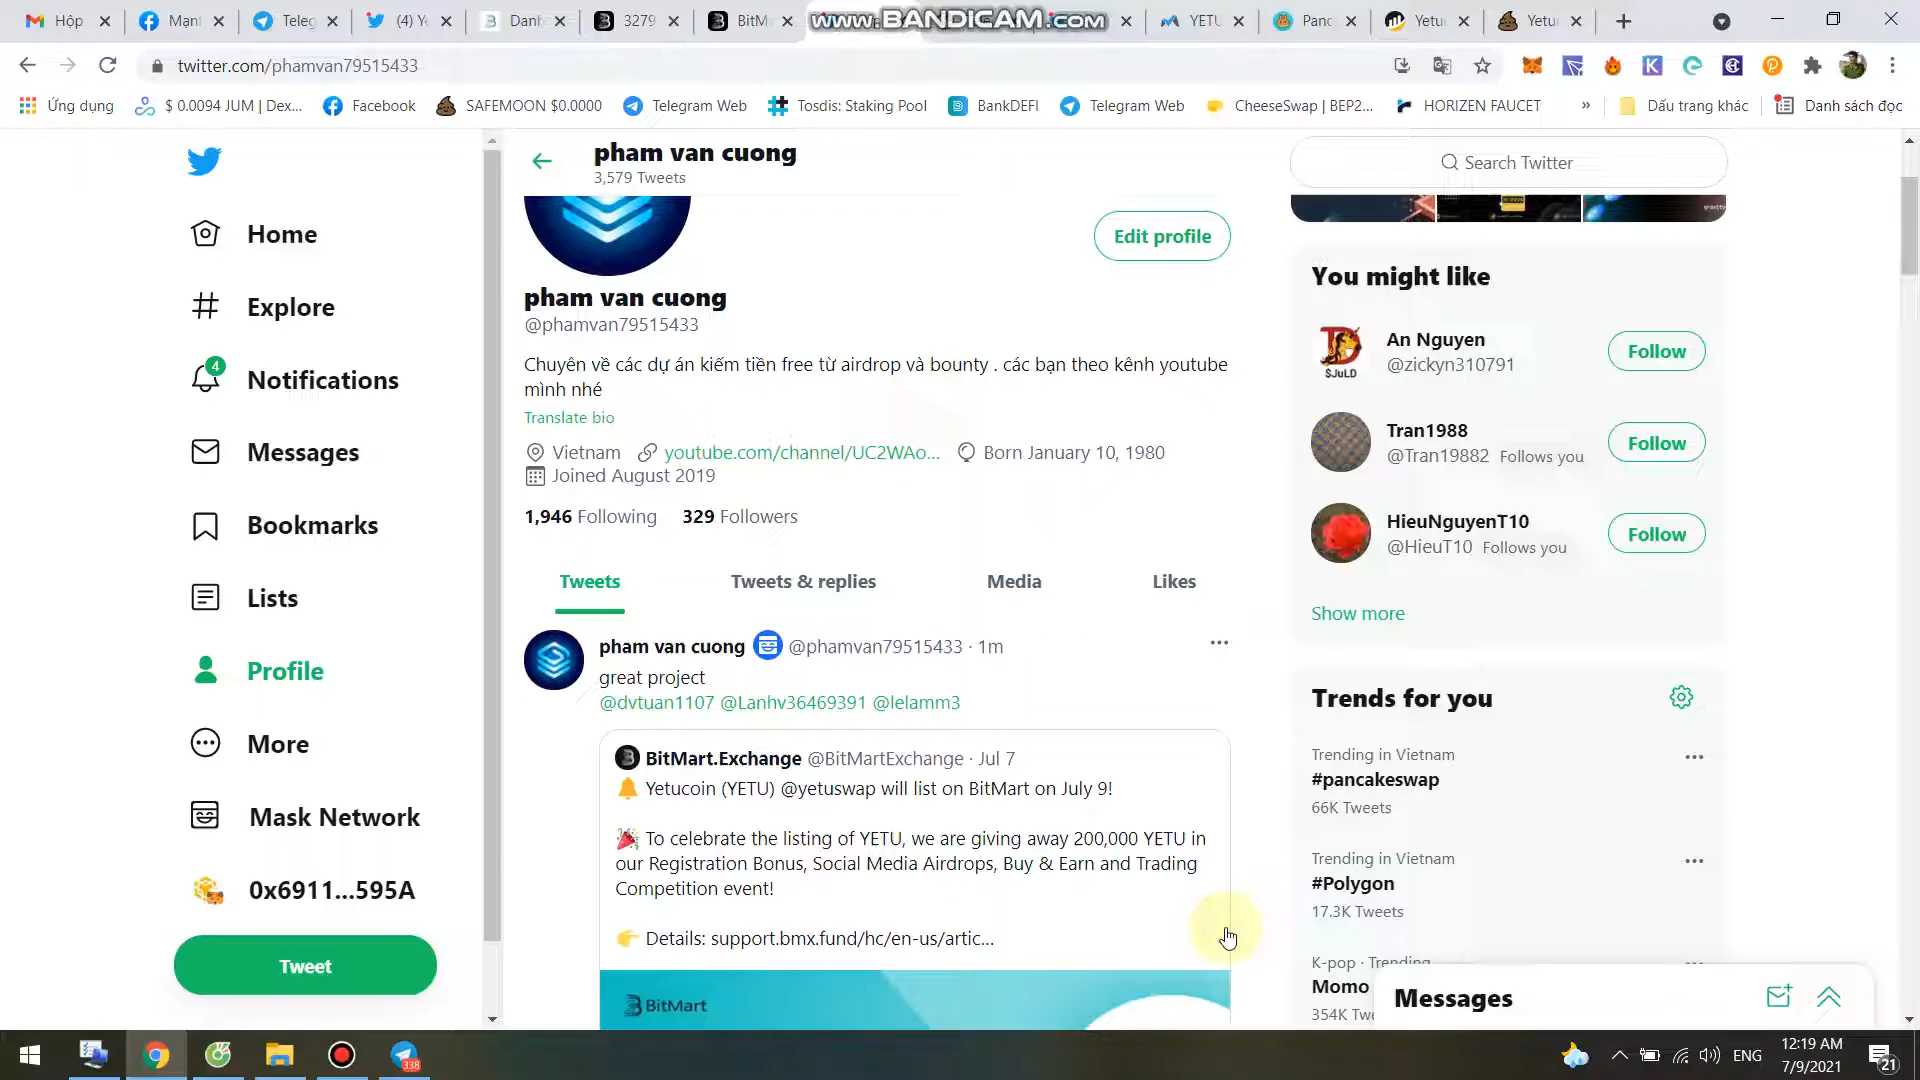 Hộp
Mạnh
Teleg
(4) Ye
Danh
3279
BitM
www.BANDICAM.com
YETU
Panc
Yetu
Yetu
twitter.com/phamvan79515433
Ứng dụng
$ 0.0094 JUM | Dex...
Facebook
SAFEMOON $0.0000
Telegram Web
Tosdis: Staking Pool
BankDEFI
Telegram Web
CheeseSwap | BEP2...
HORIZEN FAUCET
»
Dấu trang khác
Danh sách đọc
Home
Explore
4
Notifications
Messages
Bookmarks
Lists
Profile
More
Mask Network
0x6911...595A
Tweet
pham van cuong
3,579 Tweets
Edit profile
pham van cuong
@phamvan79515433
Chuyên về các dự án kiếm tiền free từ airdrop và bounty . các bạn theo kênh youtube
mình nhé
Translate bio
Vietnam youtube.com/channel/UC2WAo... Born January 10, 1980
Joined August 2019
1,946 Following 329 Followers
Tweets Tweets & replies Media Likes
pham van cuong @phamvan79515433 · 1m
great project
@dvtuan1107 @Lanhv36469391 @lelamm3
BitMart.Exchange @BitMartExchange · Jul 7
🔔 Yetucoin (YETU) @yetuswap will list on BitMart on July 9!
🎉 To celebrate the listing of YETU, we are giving away 200,000 YETU in
our Registration Bonus, Social Media Airdrops, Buy & Earn and Trading
Competition event!
👉 Details: support.bmx.fund/hc/en-us/artic...
BitMart
Search Twitter
You might like
$JULD
An Nguyen
@zickyn310791
Follow
Tran1988
@Tran19882 Follows you
Follow
HieuNguyenT10
@HieuT10 Follows you
Follow
Show more
Trends for you
Trending in Vietnam
#pancakeswap
66K Tweets
Trending in Vietnam
#Polygon
17.3K Tweets
K-pop · Trending
Momo
354K Twe
Messages
338
ENG
12:19 AM
7/9/2021
21